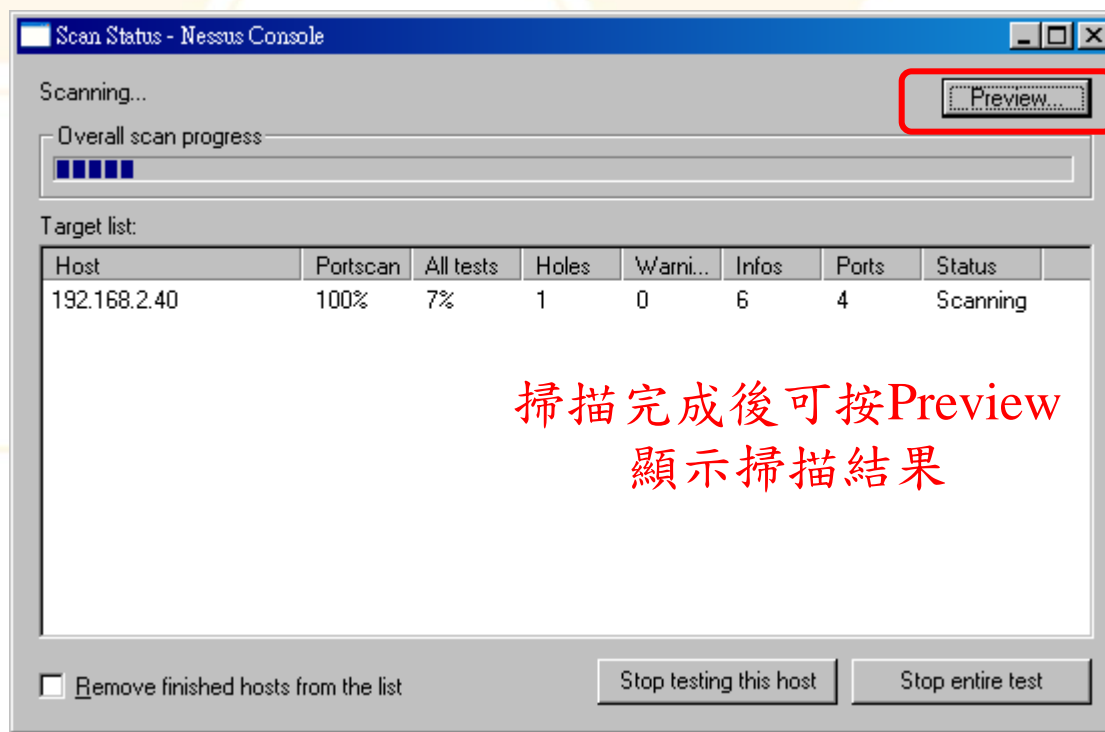 Scan Status - Nessus Console
Scanning...
Preview...
Overall scan progress
Target list:
Host Portscan All tests Holes Warni... Infos Ports Status
192.168.2.40 100% 7% 1 0 6 4 Scanning
掃描完成後可按Preview
顯示掃描結果
Remove finished hosts from the list
Stop testing this host
Stop entire test